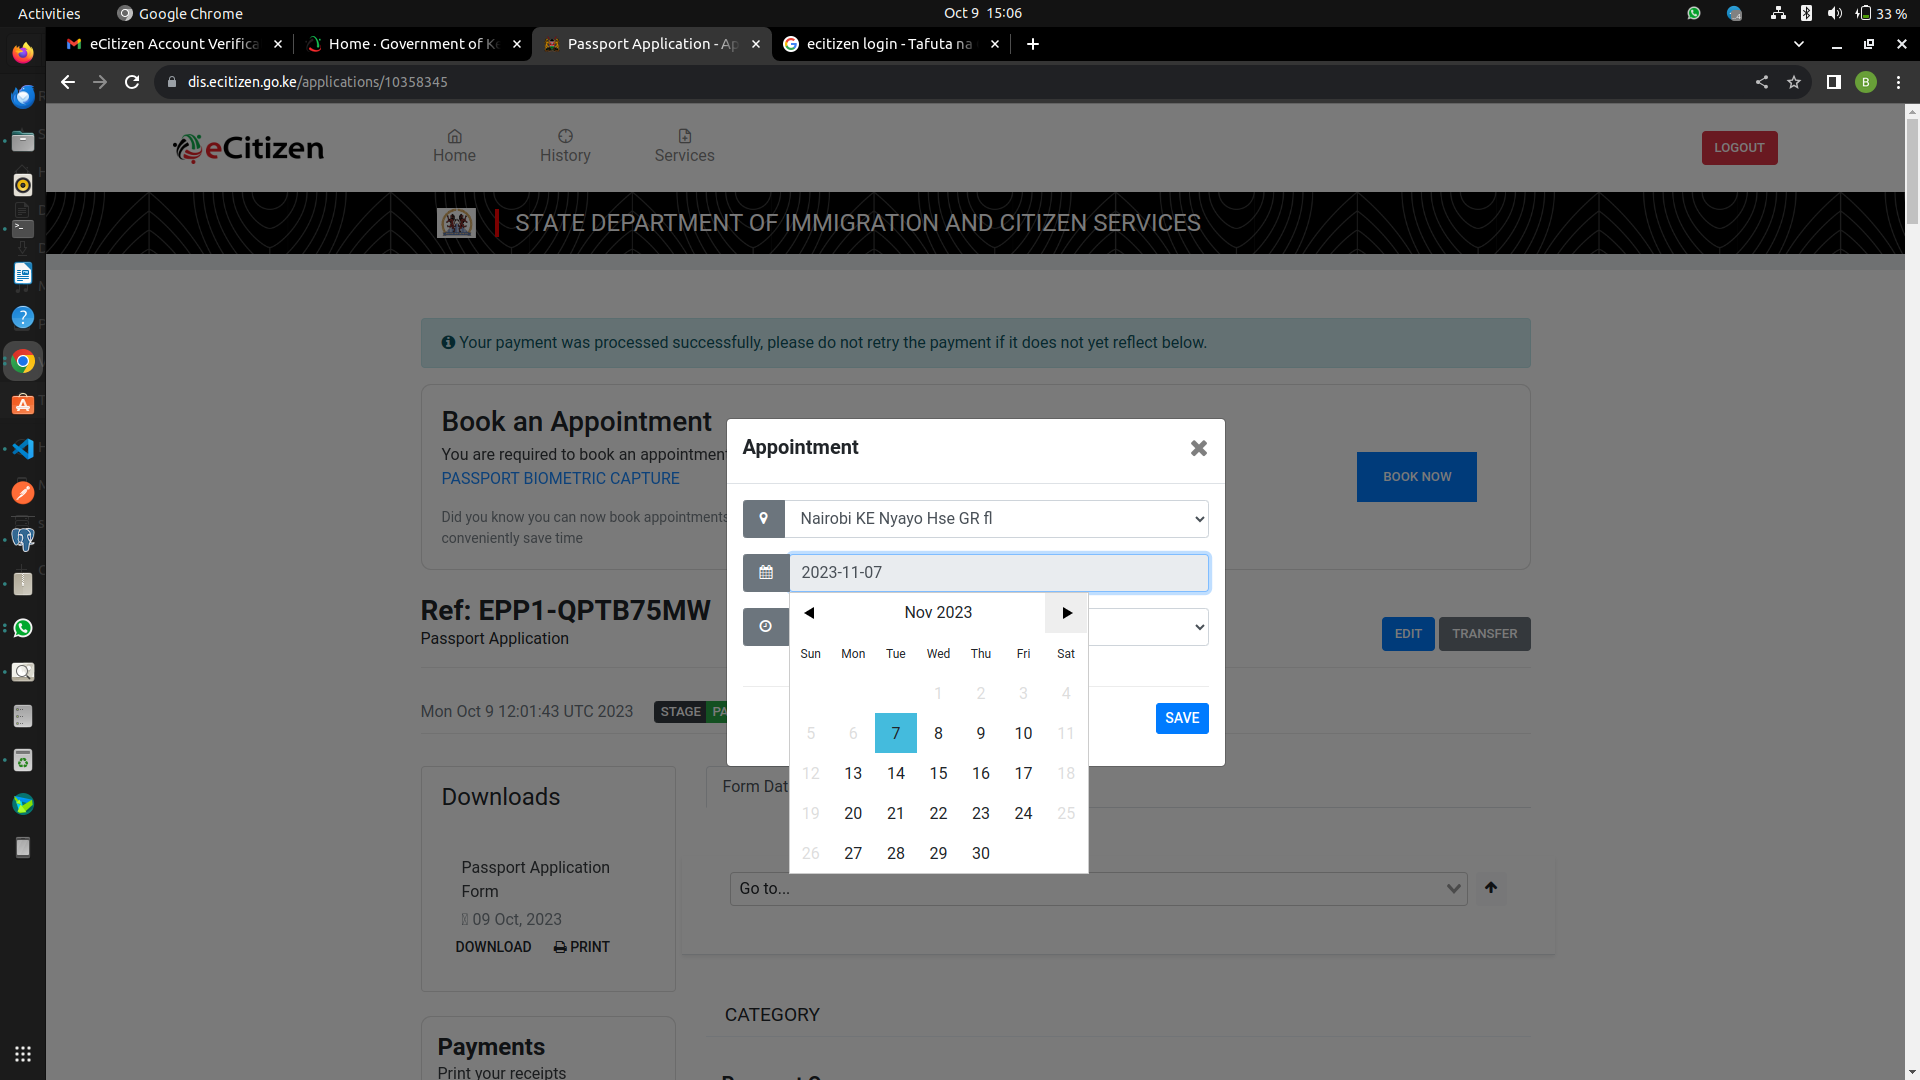 Activities
Google Chrome
Oct 9 15:06
33 %
eCitizen Account Verifica
Home · Government of Ke
Passport Application - Ap
ecitizen login - Tafuta na
dis.ecitizen.go.ke/applications/10358345
B
eCitizen
Home
History
Services
LOGOUT
STATE DEPARTMENT OF IMMIGRATION AND CITIZEN SERVICES
Your payment was processed successfully, please do not retry the payment if it does not yet reflect below.
Book an Appointment
You are required to book an appointment
PASSPORT BIOMETRIC CAPTURE
Did you know you can now book appointments
conveniently save time
BOOK NOW
Appointment
Nairobi KE Nyayo Hse GR fl
2023-11-07
Nov 2023
Sun Mon Tue Wed Thu Fri Sat
1 2 3 4
5 6 7 8 9 10 11
12 13 14 15 16 17 18
19 20 21 22 23 24 25
26 27 28 29 30
SAVE
Ref: EPP1-QPTB75MW
Passport Application
EDIT
TRANSFER
Mon Oct 9 12:01:43 UTC 2023
STAGE PA
Downloads
Form Dat
Passport Application
Form
09 Oct, 2023
DOWNLOAD
PRINT
Go to...
CATEGORY
Payments
Print your receipts